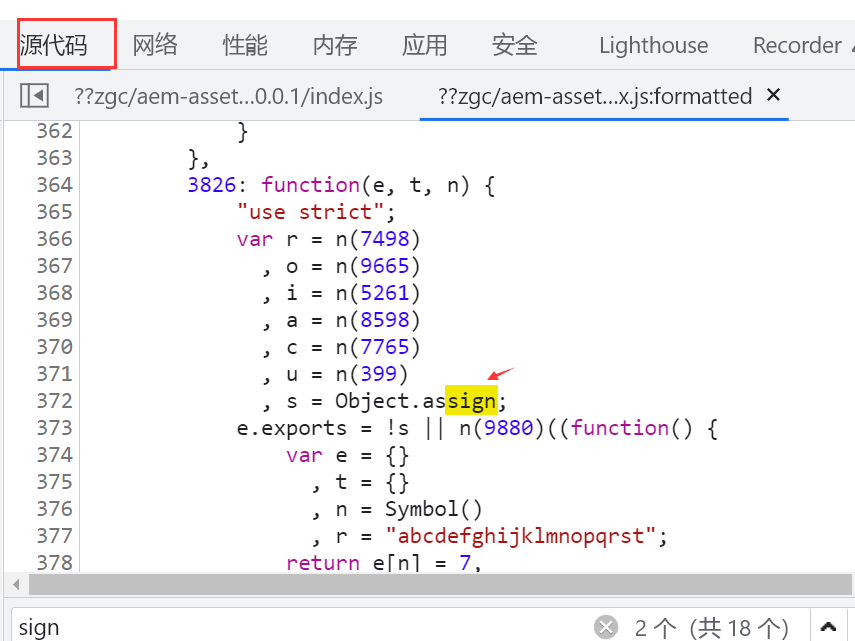 源代码 网络 性能 内存 应用 安全 Lighthouse Recorder
??zgc/aem-asset...0.0.1/index.js ??zgc/aem-asset...x.js:formatted ×
362 }
363 },
364 3826: function(e, t, n) {
365 "use strict";
366 var r = n(7498)
367 , o = n(9665)
368 , i = n(5261)
369 , a = n(8598)
370 , c = n(7765)
371 , u = n(399)
372 , s = Object.assign;
373 e.exports = !s || n(9880)((function() {
374 var e = {}
375 , t = {}
376 , n = Symbol()
377 , r = "abcdefghijklmnopqrst";
378 return e[n] = 7,
sign 2 个 (共 18 个)